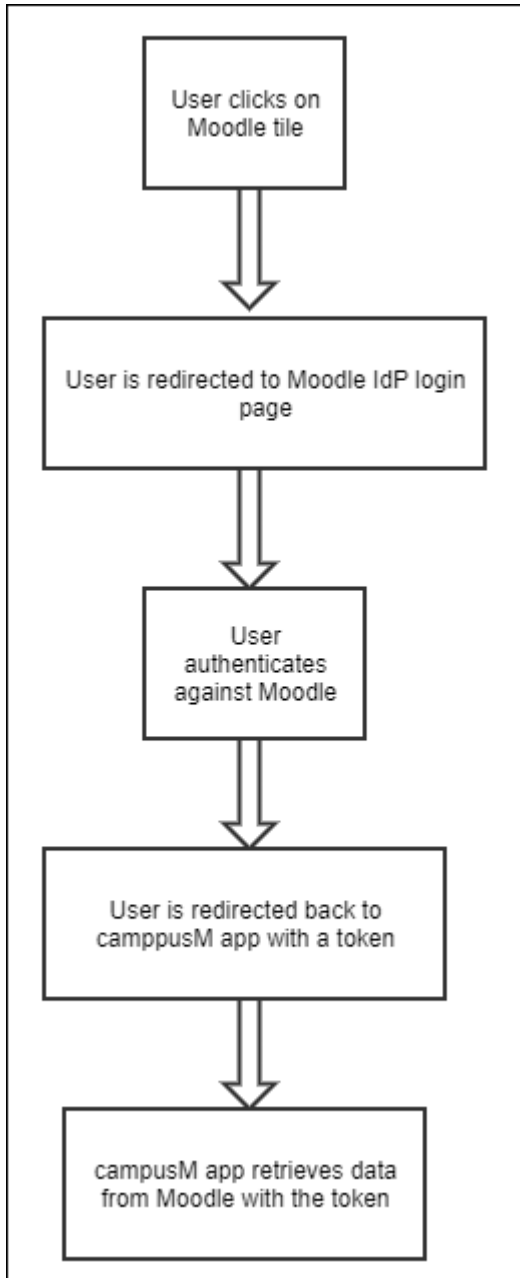 User clicks on
Moodle tile
User is redirected to Moodle IdP login
page
User
authenticates
against Moodle
User is redirected back to
camppusM app with a token
campusM app retrieves data
from Moodle with the token